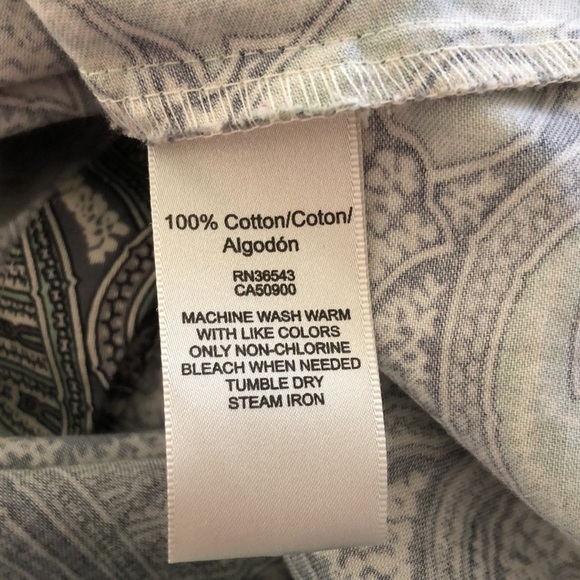 100% Cotton/Coton/
Algodón
RN36543
CA50900
MACHINE WASH WARM
WITH LIKE COLORS
ONLY NON-CHLORINE
BLEACH WHEN NEEDED
TUMBLE DRY
STEAM IRON